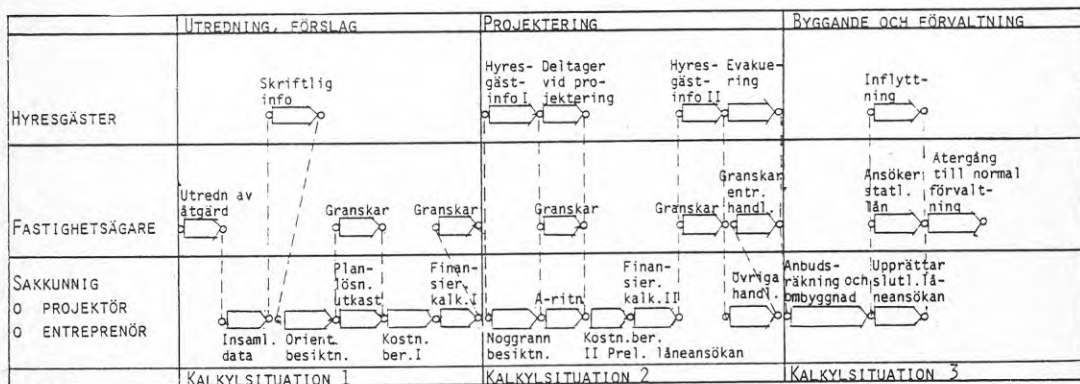 UTREDNING, FÖRSLAG
PROJEKTERING
BYGGANDE OCH FÖRVALTNING
HYRESGÄSTER
Skriftlig
info
Hyres-
gäst-
info I
Deltager
vid pro-
jektering
Hyres-
gäst-
info II
Evakue-
ring
Inflytt-
ning
FASTIGHETSÄGARE
Utredn av
åtgärd
Granskar
Granskar
Granskar
Granskar
Granskar
entr.
handl.
Ansöker
statl.
lån
Atergång
till normal
förvalt-
ning
SAKKUNNIG
o PROJEKTÖR
o ENTREPRENÖR
Insaml.
data
Orient.
besiktn.
Plan-
lösn.
utkast
Kostn.
ber.I
Finan-
sier.
kalk.I
Noggrann
besiktn.
A-ritn.
Kostn.ber.
II Prel. låneansökan
Finan-
sier.
kalk.II
övriga
handl.
Anbuds-
räkning och
ombyggnad
Upprättar
slutl.lå-
neansökan
KALKYLSITUATION 1
KALKYLSITUATION 2
KALKYLSITUATION 3